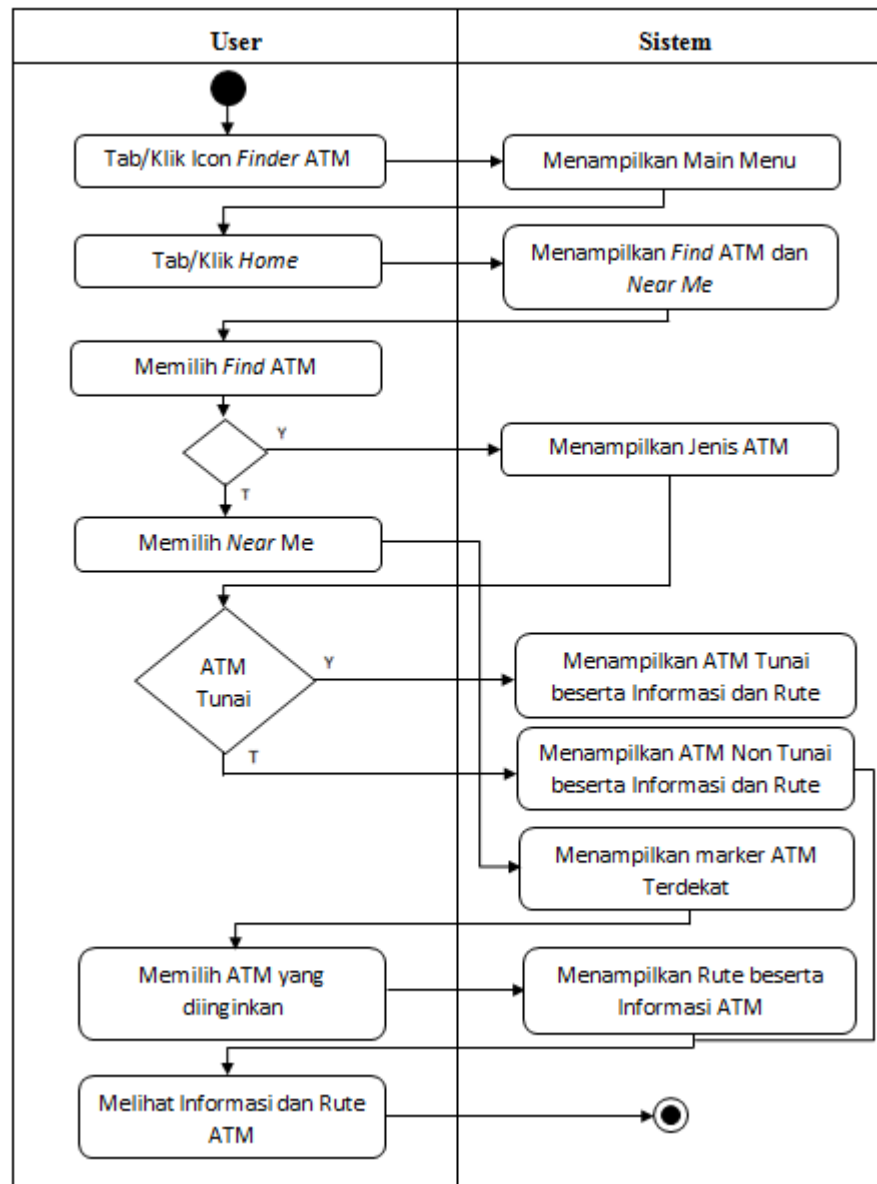 User
Sistem
Tab/Klik Icon Finder ATM
Menampilkan Main Menu
Tab/Klik Home
Menampilkan Find ATM dan
Near Me
Memilih Find ATM
Y
Menampilkan Jenis ATM
T
Memilih Near Me
ATM
Tunai
Y
Menampilkan ATM Tunai
beserta Informasi dan Rute
T
Menampilkan ATM Non Tunai
beserta Informasi dan Rute
Menampilkan marker ATM
Terdekat
Memilih ATM yang
diinginkan
Menampilkan Rute beserta
Informasi ATM
Melihat Informasi dan Rute
ATM